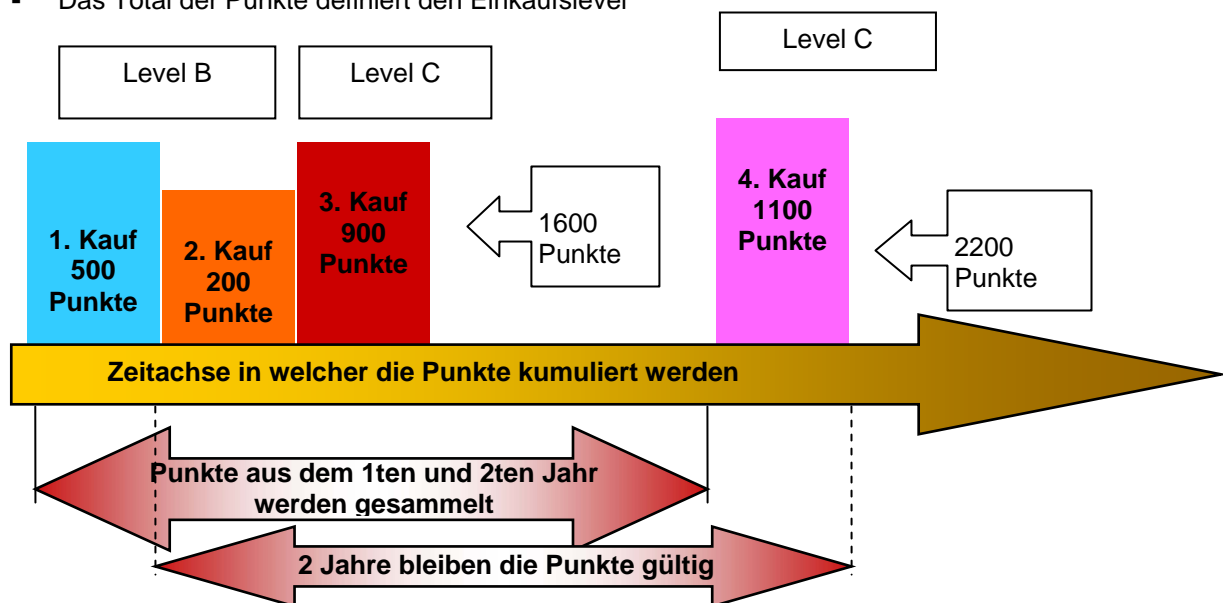 - Das Total der Punkte definiert den Einkaufslevel
Level B
Level C
Level C
1. Kauf
500
Punkte
2. Kauf
200
Punkte
3. Kauf
900
Punkte
1600
Punkte
4. Kauf
1100
Punkte
2200
Punkte
Zeitachse in welcher die Punkte kumuliert werden
Punkte aus dem 1ten und 2ten Jahr
werden gesammelt
2 Jahre bleiben die Punkte gültig